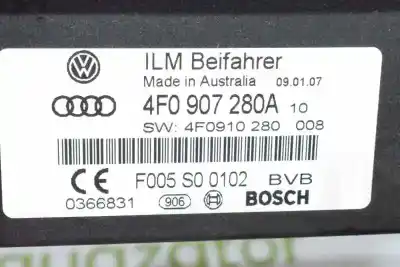 ILM Beifahrer
Made in Australia 09.01.07
4F0 907 280A 10
SW: 4F0910 280 008
CE F005 S0 0102 BVB
0366831 906 BOSCH